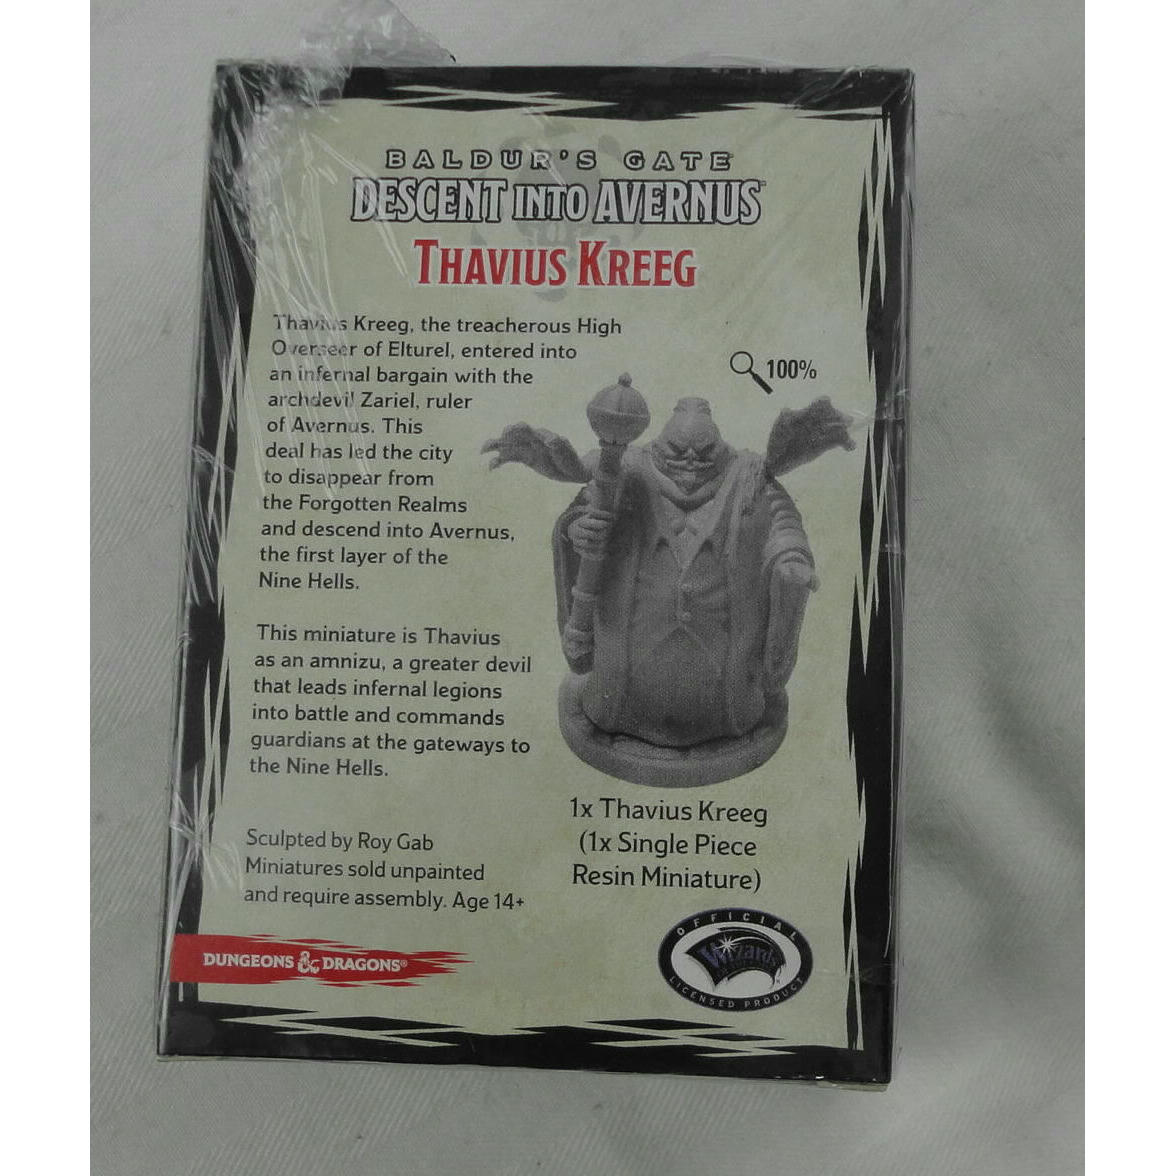 BALDUR'S GATE
DESCENT INTO AVERNUS™
THAVIUS KREEG
Thavius Kreeg, the treacherous High
Overseer of Elturel, entered into
an infernal bargain with the
archdevil Zariel, ruler
of Avernus. This
deal has led the city
to disappear from
the Forgotten Realms
and descend into Avernus,
the first layer of the
Nine Hells.
100%
This miniature is Thavius
as an amnizu, a greater devil
that leads infernal legions
into battle and commands
guardians at the gateways to
the Nine Hells.
1x Thavius Kreeg
(1x Single Piece
Resin Miniature)
Sculpted by Roy Gab
Miniatures sold unpainted
and require assembly. Age 14+
DUNGEONS & DRAGONS®
OFFICIAL
Wizards
LICENSED PRODUCT